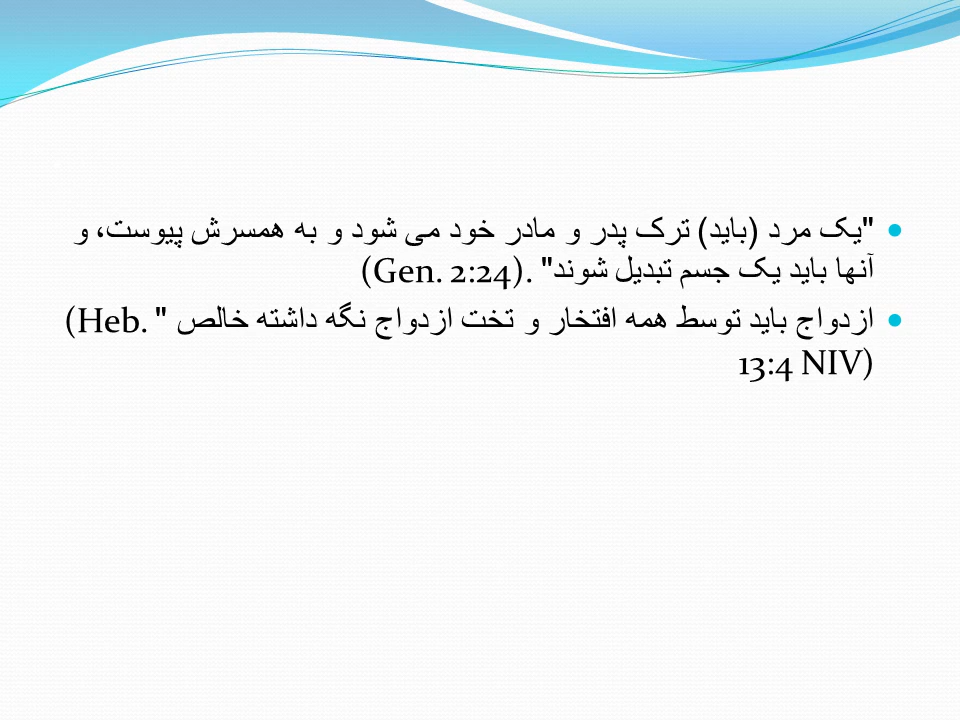 "یک مرد (باید) ترک پدر و مادر خود می شود و به همسرش پیوست، و
آنها باید یک جسم تبدیل شوند" .(Gen. 2:24)
ازدواج باید توسط همه افتخار و تخت ازدواج نگه داشته خالص " (Heb.
13:4 NIV)